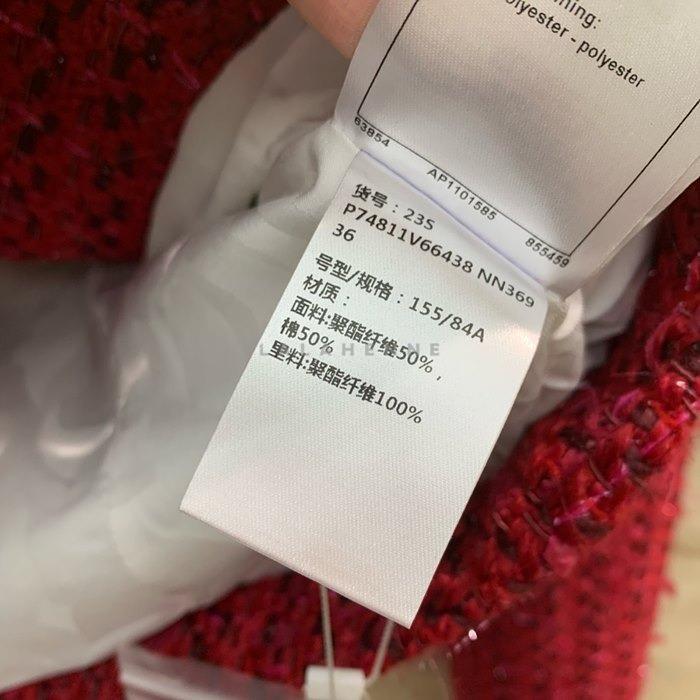 ning:
polyester - polyester
63854
AP1101585
855459
货号：23S
P74811V66438 NN369
36
号型/规格：155/84A
材质：
面料:聚酯纤维50%，
棉50%
里料:聚酯纤维100%